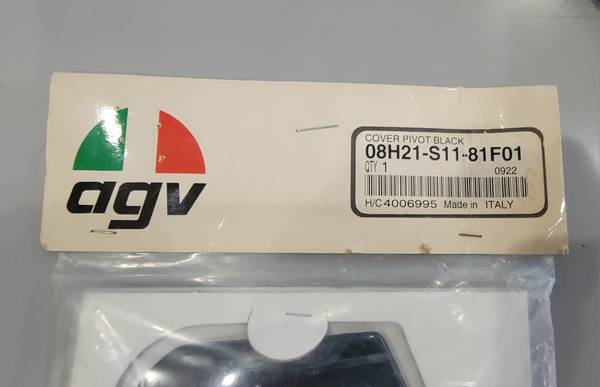 agv
COVER PIVOT BLACK
08H21-S11-81F01
QTY 1
0922
H/C4006995 Made in ITALY